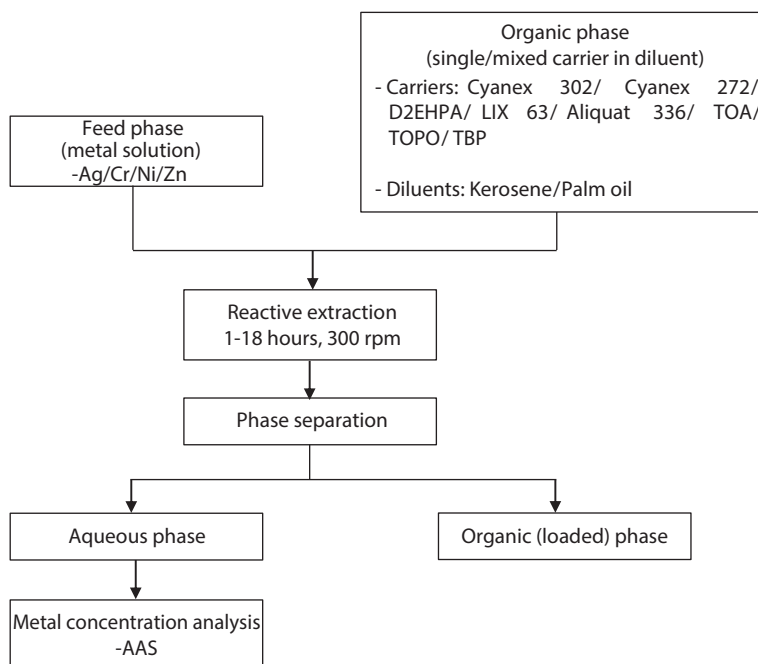 Organic phase
(single/mixed carrier in diluent)
- Carriers: Cyanex 302/ Cyanex 272/
D2EHPA/ LIX 63/ Aliquat 336/ TOA/
TOPO/ TBP
- Diluents: Kerosene/Palm oil
Feed phase
(metal solution)
-Ag/Cr/Ni/Zn
Reactive extraction
1-18 hours, 300 rpm
Phase separation
Aqueous phase
Organic (loaded) phase
Metal concentration analysis
-AAS